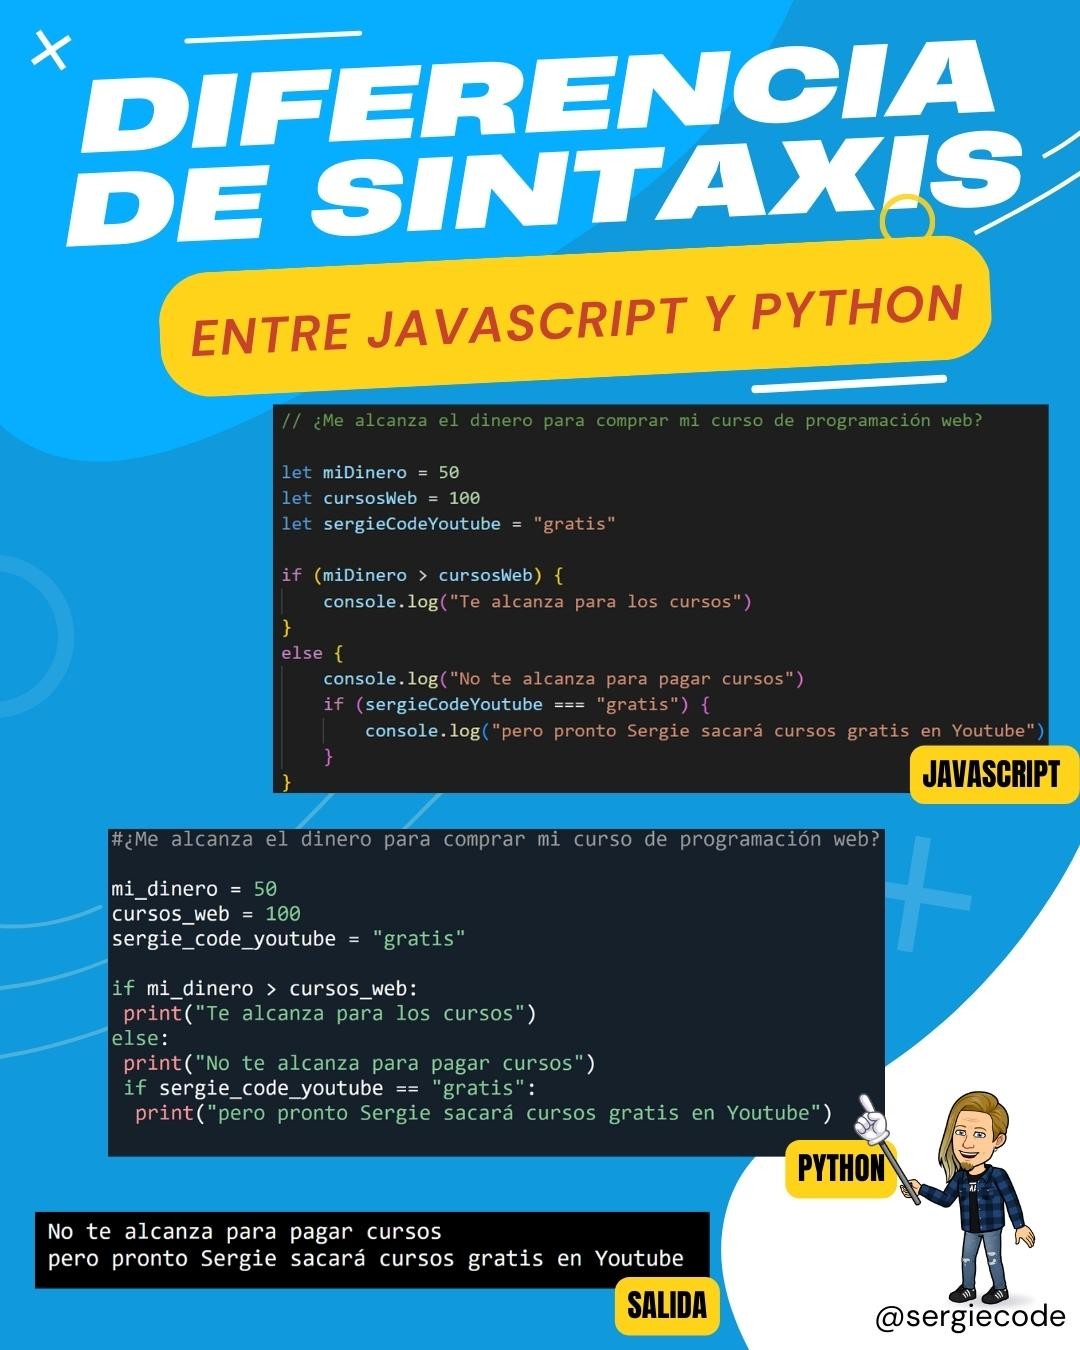 DIFERENCIA
DE SINTAXIS
ENTRE JAVASCRIPT Y PYTHON
// ¿Me alcanza el dinero para comprar mi curso de programación web?
let miDinero = 50
let cursosWeb = 100
let sergieCodeYoutube = "gratis"
if (miDinero > cursosWeb) {
console.log("Te alcanza para los cursos")
}
else {
console.log("No te alcanza para pagar cursos")
if (sergieCodeYoutube === "gratis") {
console.log("pero pronto Sergie sacará cursos gratis en Youtube")
}
}
JAVASCRIPT
#¿Me alcanza el dinero para comprar mi curso de programación web?
mi_dinero = 50
cursos_web = 100
sergie_code_youtube = "gratis"
if mi_dinero > cursos_web:
print("Te alcanza para los cursos")
else:
print("No te alcanza para pagar cursos")
if sergie_code_youtube == "gratis":
print("pero pronto Sergie sacará cursos gratis en Youtube")
PYTHON
No te alcanza para pagar cursos
pero pronto Sergie sacará cursos gratis en Youtube
SALIDA
@sergiecode